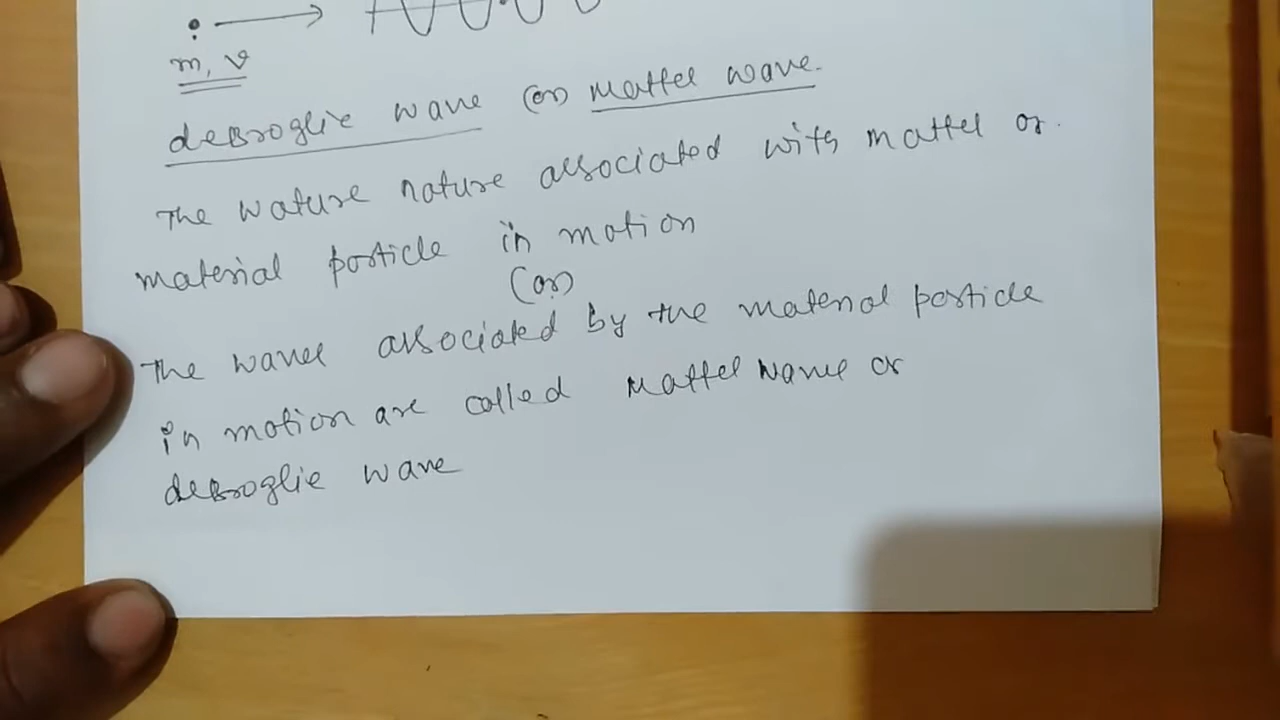 m, v
deBroglie wave (or) Matter wave.
The wature nature associated with matter or
material particle in motion
(or)
The waves associated by the material particle
in motion are called Matter wave or
deBroglie wave